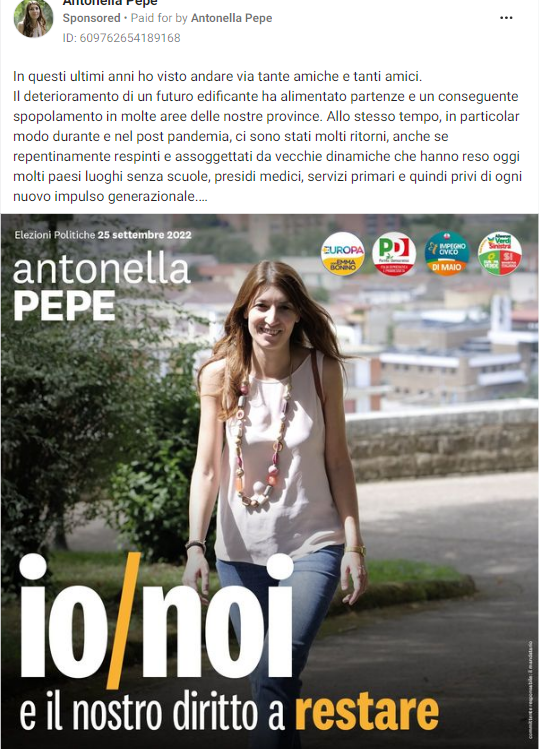 Antonella Pepe
Sponsored • Paid for by Antonella Pepe
ID: 609762654189168
In questi ultimi anni ho visto andare via tante amiche e tanti amici.
Il deterioramento di un futuro edificante ha alimentato partenze e un conseguente
spopolamento in molte aree delle nostre province. Allo stesso tempo, in particolar
modo durante e nel post pandemia, ci sono stati molti ritorni, anche se
repentinamente respinti e assoggettati da vecchie dinamiche che hanno reso oggi
molti paesi luoghi senza scuole, presidi medici, servizi primari e quindi privi di ogni
nuovo impulso generazionale....
Elezioni Politiche 25 settembre 2022
antonella
PEPE
+EUROPA
EMMA
BONINO
PD
IMPEGNO
CIVICO
DI MAIO
Alleanza
Verdi
Sinistra
SI
io/noi
e il nostro diritto a restare
committente responsabile: il mandatario